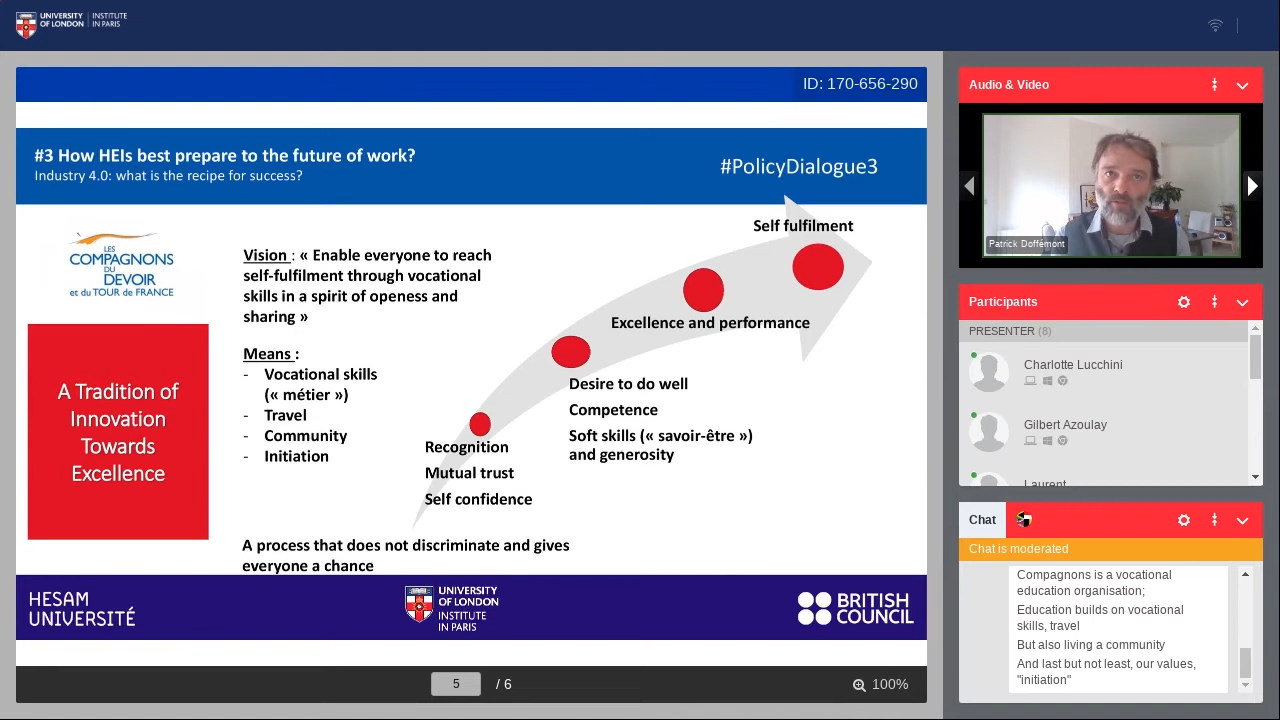 UNIVERSITY OF LONDON
INSTITUTE IN PARIS
ID: 170-656-290
#3 How HEIs best prepare to the future of work?
Industry 4.0: what is the recipe for success?
#PolicyDialogue3
LES
COMPAGNONS
DU
DEVOIR
et du TOUR de FRANCE
A Tradition of
Innovation
Towards
Excellence
Vision : « Enable everyone to reach
self-fulfilment through vocational
skills in a spirit of openess and
sharing »
Means :
- Vocational skills
(« métier »)
- Travel
- Community
- Initiation
Self fulfilment
Excellence and performance
Desire to do well
Competence
Soft skills (« savoir-être »)
and generosity
Recognition
Mutual trust
Self confidence
A process that does not discriminate and gives
everyone a chance
HESAM
UNIVERSITÉ
UNIVERSITY
OF LONDON
INSTITUTE
IN PARIS
BRITISH
COUNCIL
5 / 6
100%
Audio & Video
Patrick Doffémont
Participants
PRESENTER (8)
Charlotte Lucchini
Gilbert Azoulay
Laurent
Chat
Chat is moderated
Compagnons is a vocational
education organisation;
Education builds on vocational
skills, travel
But also living a community
And last but not least, our values,
"initiation"